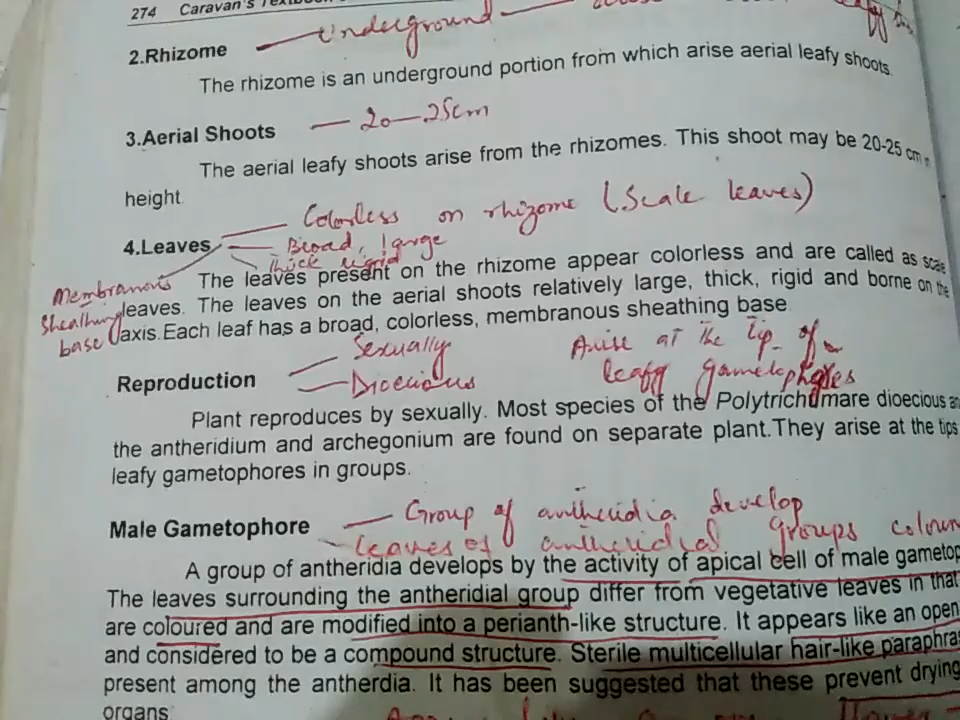 274 Caravan's
Underground
2.Rhizome
The rhizome is an underground portion from which arise aerial leafy shoots.
3.Aerial Shoots — 20—25cm
The aerial leafy shoots arise from the rhizomes. This shoot may be 20-25 cm
height
Colorless on rhizome (Scale leaves)
4.Leaves Broad, large
thick rigid
Membranous The leaves present on the rhizome appear colorless and are called as scale
Sheathing leaves. The leaves on the aerial shoots relatively large, thick, rigid and borne on the
base axis.Each leaf has a broad, colorless, membranous sheathing base.
Sexually Arise at the tip of
Reproduction Dioecious leafy gametophores
Plant reproduces by sexually. Most species of the Polytrichumare dioecious
the antheridium and archegonium are found on separate plant.They arise at the tips
leafy gametophores in groups.
Male Gametophore — Group of antheridia develop
leaves of antheridial groups
A group of antheridia develops by the activity of apical cell of male
The leaves surrounding the antheridial group differ from vegetative leaves in that
are coloured and are modified into a perianth-like structure. It appears like an open
and considered to be a compound structure. Sterile multicellular hair-like
present among the antherdia. It has been suggested that these prevent drying
organs.